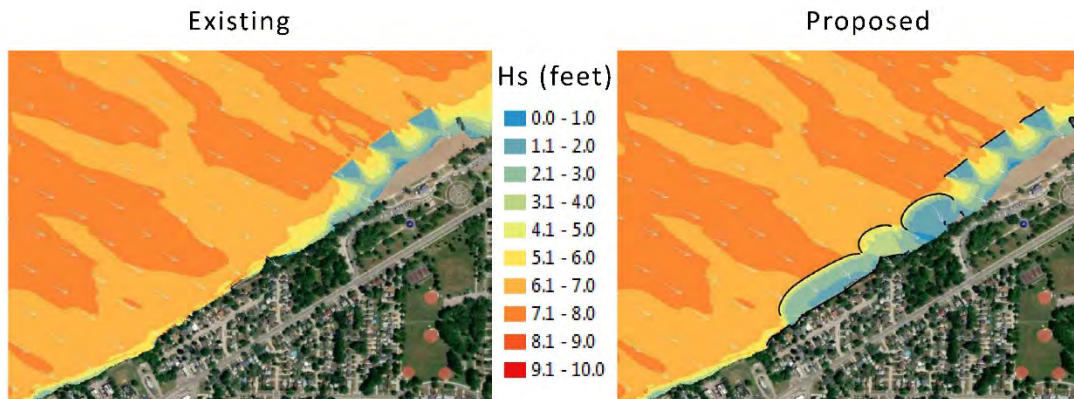 Existing
Proposed
Hs (feet)
0.0 - 1.0
1.1 - 2.0
2.1 - 3.0
3.1 - 4.0
4.1 - 5.0
5.1 - 6.0
6.1 - 7.0
7.1 - 8.0
8.1 - 9.0
9.1 - 10.0